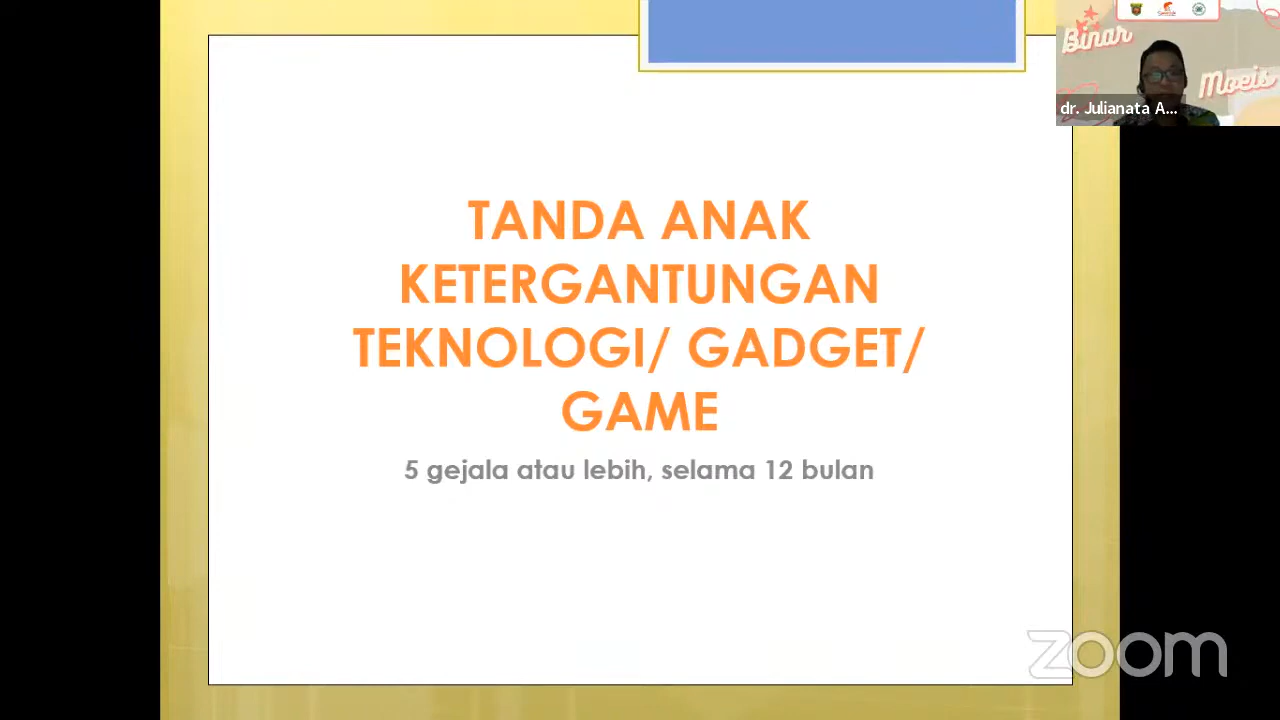 TANDA ANAK
KETERGANTUNGAN
TEKNOLOGI/ GADGET/
GAME
5 gejala atau lebih, selama 12 bulan
Binar
Moeis
dr. Julianata A...
zoom